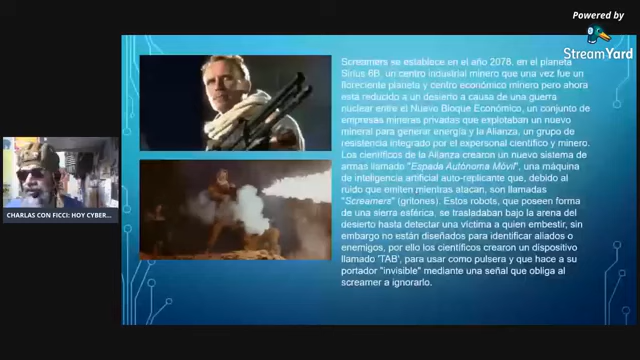 Powered by
StreamYard
Screamers se establece en el año 2078, en el planeta
Sirius 6B, un centro industrial minero que una vez fue un
floreciente planeta y centro económico minero pero ahora
está reducido a un desierto a causa de una guerra
nuclear entre el Nuevo Bloque Económico, un conjunto de
empresas mineras privadas que explotaban un nuevo
mineral para generar energía y la Alianza, un grupo de
resistencia integrado por el expersonal científico y minero.
Los científicos de la Alianza crearon un nuevo sistema de
armas llamado "Espada Autónoma Móvil", una máquina
de inteligencia artificial auto-replicante que, debido al
ruido que emiten mientras atacan, son llamadas
"Screamers" (gritones). Estos robots, que poseen forma
de una sierra esférica, se trasladaban bajo la arena del
desierto hasta detectar una víctima a quien embestir, sin
embargo no están diseñados para identificar aliados o
enemigos, por ello los científicos crearon un dispositivo
llamado 'TAB', para usar como pulsera y que hace a su
portador "invisible" mediante una señal que obliga al
screamer a ignorarlo.
CHARLAS CON FICCI: HOY CYBER...